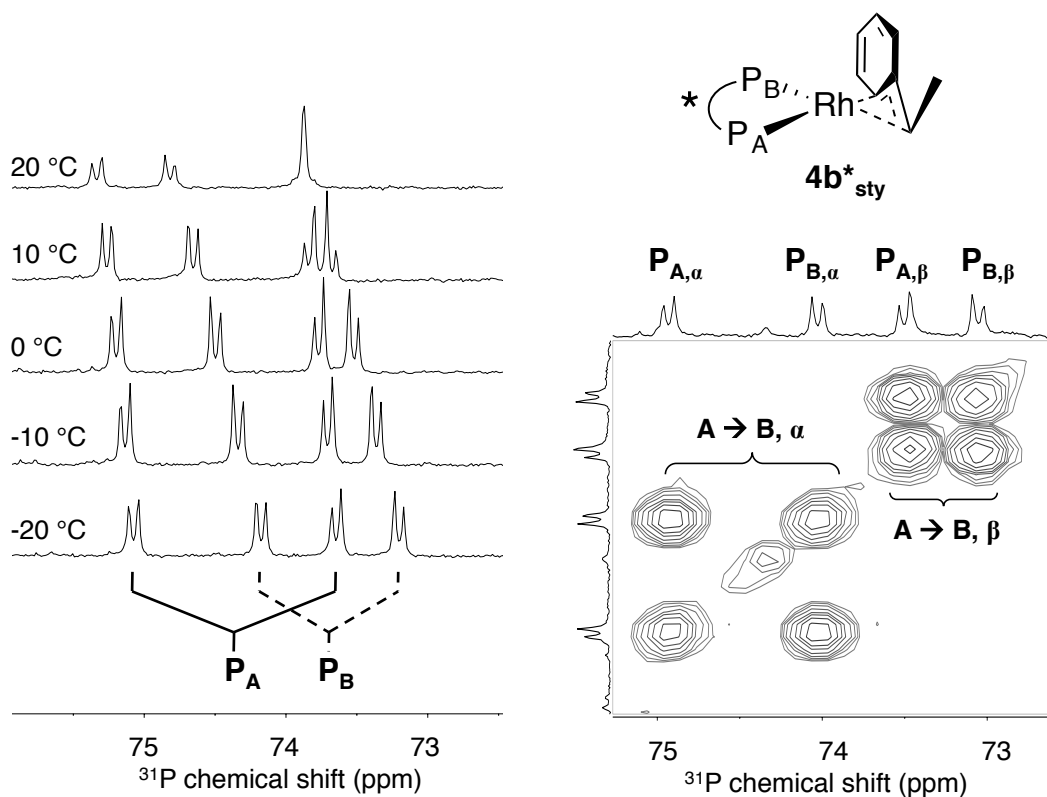 20 °C
10 °C
0 °C
-10 °C
-20 °C
P_A P_B
75 74 73
³¹P chemical shift (ppm)
*
P_B
Rh
P_A
4b*_sty
P_A,α P_B,α P_A,β P_B,β
A → B, α
A → B, β
75 74 73
³¹P chemical shift (ppm)